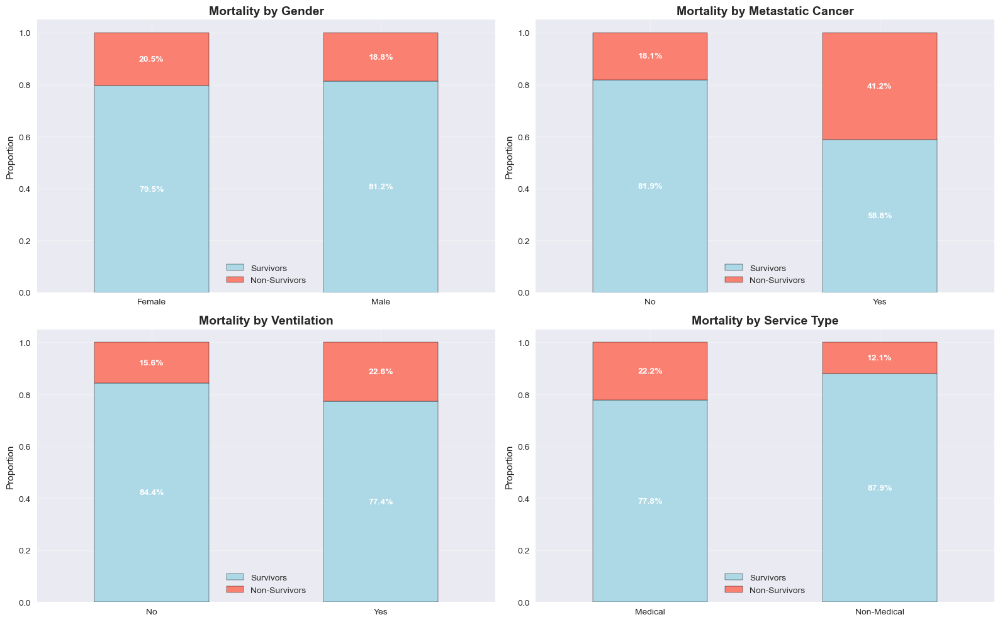 Mortality by Gender
Proportion
1.0
0.8
0.6
0.4
0.2
0.0
20.5%
18.8%
79.5%
81.2%
Survivors
Non-Survivors
Female
Male
Mortality by Metastatic Cancer
Proportion
1.0
0.8
0.6
0.4
0.2
0.0
18.1%
41.2%
81.9%
58.8%
Survivors
Non-Survivors
No
Yes
Mortality by Ventilation
Proportion
1.0
0.8
0.6
0.4
0.2
0.0
15.6%
22.6%
84.4%
77.4%
Survivors
Non-Survivors
No
Yes
Mortality by Service Type
Proportion
1.0
0.8
0.6
0.4
0.2
0.0
22.2%
12.1%
77.8%
87.9%
Survivors
Non-Survivors
Medical
Non-Medical